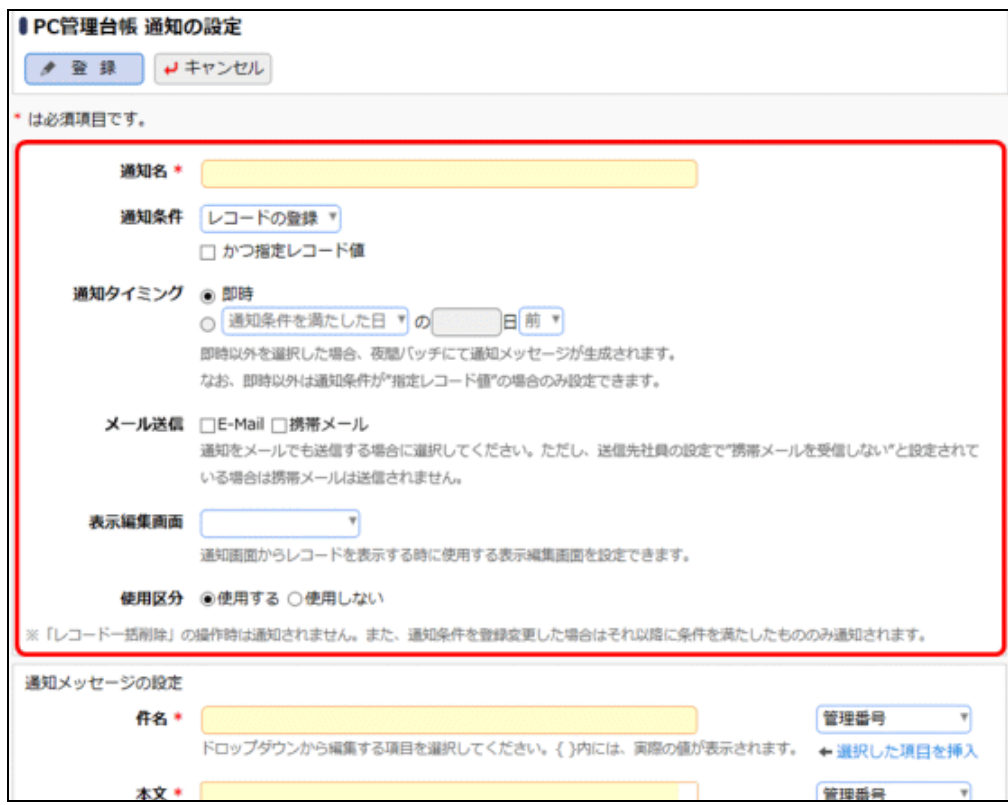 PC管理台帳 通知の設定
登 録 キャンセル
* は必須項目です。
通知名 *
通知条件 レコードの登録
かつ指定レコード値
通知タイミング 即時
通知条件を満たした日 の 日 前
即時以外を選択した場合、夜間バッチにて通知メッセージが生成されます。
なお、即時以外は通知条件が"指定レコード値"の場合のみ設定できます。
メール送信 E-Mail 携帯メール
通知をメールでも送信する場合に選択してください。ただし、送信先社員の設定で"携帯メールを受信しない"と設定されて
いる場合は携帯メールは送信されません。
表示編集画面
通知画面からレコードを表示する時に使用する表示編集画面を設定できます。
使用区分 使用する 使用しない
※「レコード一括削除」の操作時は通知されません。また、通知条件を登録変更した場合はそれ以降に条件を満たしたもののみ通知されます。
通知メッセージの設定
件名 * 管理番号
ドロップダウンから編集する項目を選択してください。{ }内には、実際の値が表示されます。 選択した項目を挿入
本文 * 管理番号